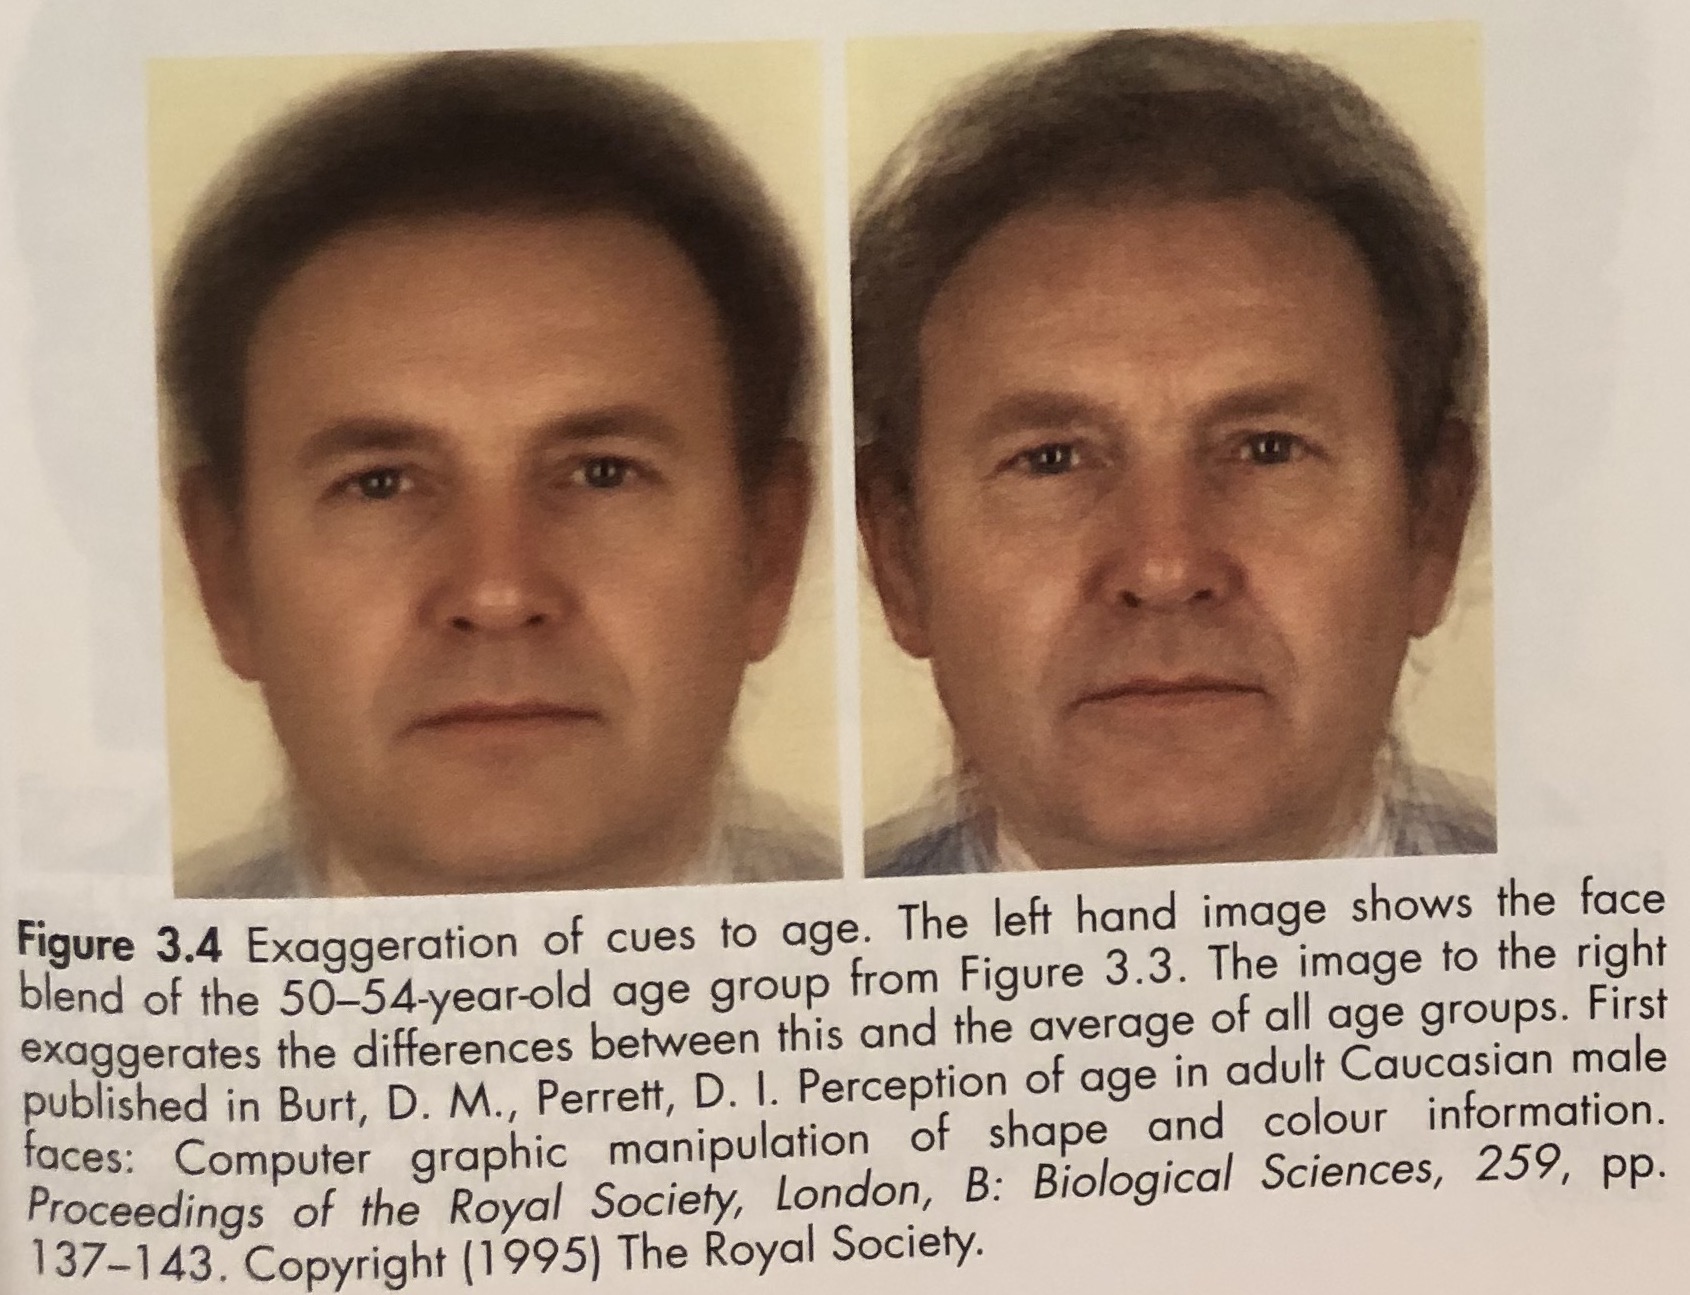 Figure 3.4 Exaggeration of cues to age. The left hand image shows the face
blend of the 50–54-year-old age group from Figure 3.3. The image to the right
exaggerates the differences between this and the average of all age groups. First
published in Burt, D. M., Perrett, D. I. Perception of age in adult Caucasian male
faces: Computer graphic manipulation of shape and colour information.
Proceedings of the Royal Society, London, B: Biological Sciences, 259, pp.
137–143. Copyright (1995) The Royal Society.